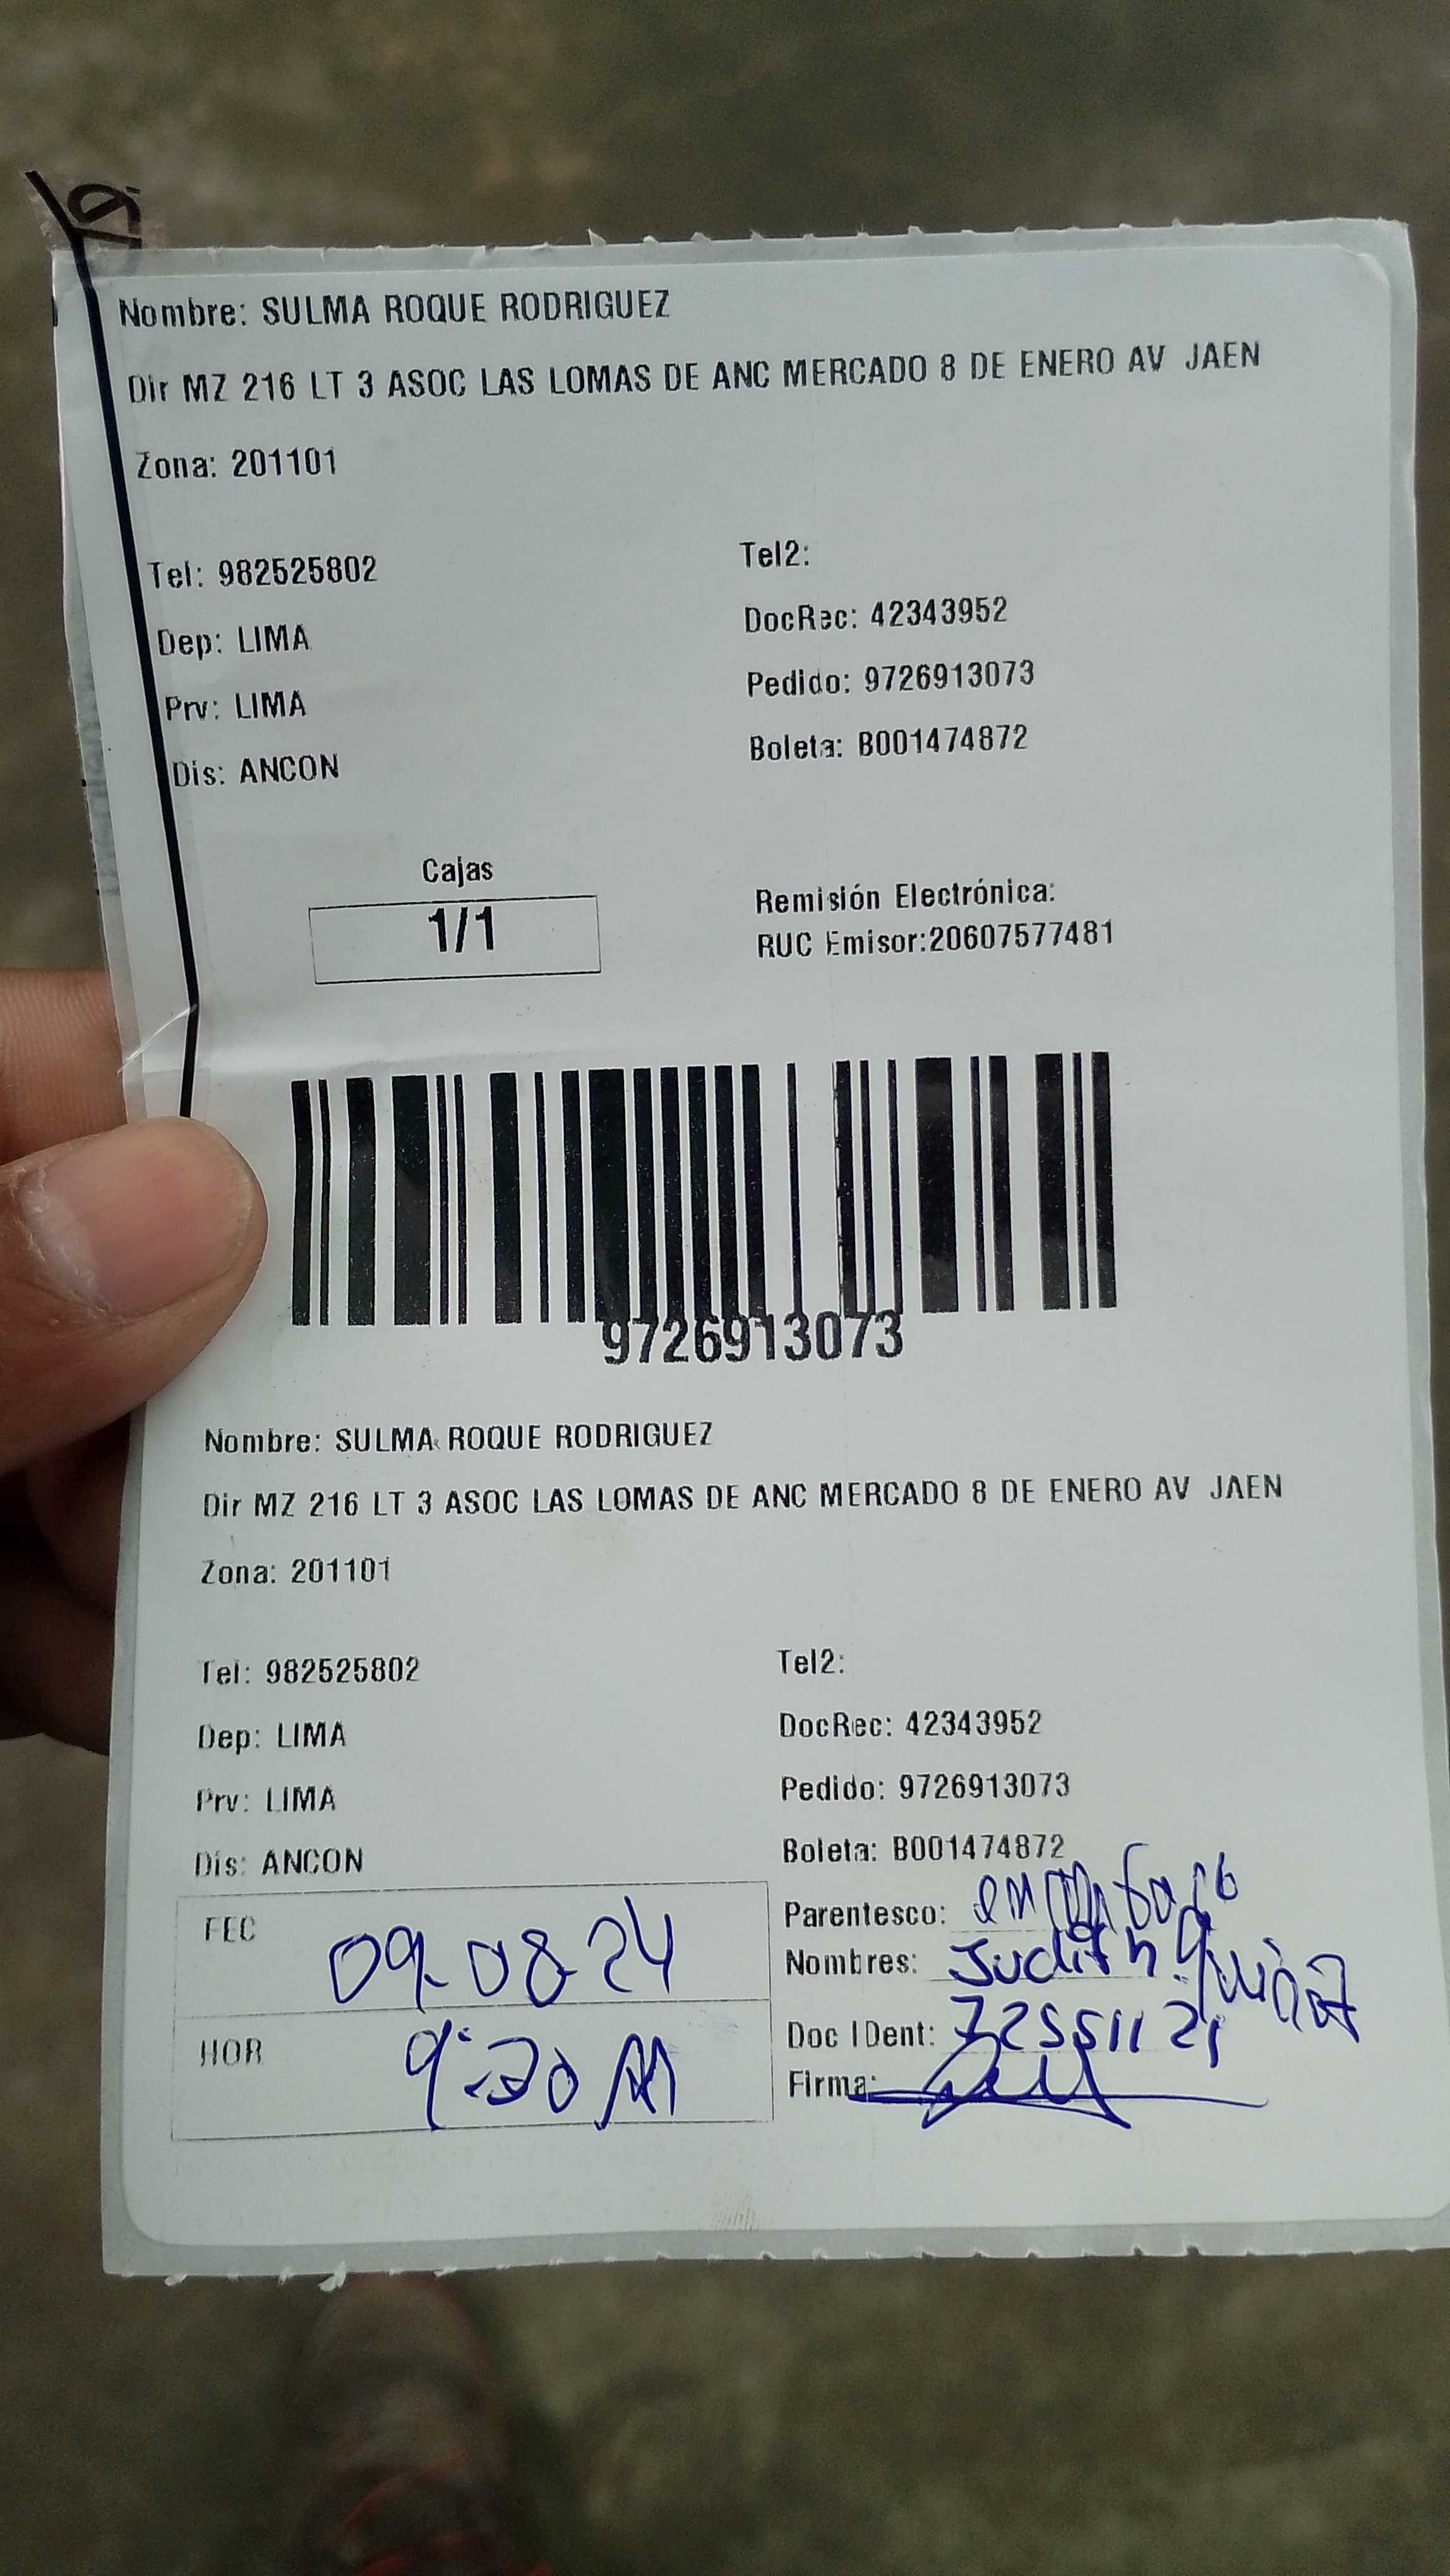 Nombre: SULMA ROQUE RODRIGUEZ
Dir MZ 216 LT 3 ASOC LAS LOMAS DE ANC MERCADO 8 DE ENERO AV JAEN
Zona: 201101
Tel: 982525802 Tel2:
Dep: LIMA DocRec: 42343952
Prv: LIMA Pedido: 9726913073
Dis: ANCON Boleta: B001474872
Cajas
1/1
Remisión Electrónica:
RUC Emisor:20607577481
9726913073
Nombre: SULMA ROQUE RODRIGUEZ
Dir MZ 216 LT 3 ASOC LAS LOMAS DE ANC MERCADO 8 DE ENERO AV JAEN
Zona: 201101
Tel: 982525802 Tel2:
Dep: LIMA DocRec: 42343952
Prv: LIMA Pedido: 9726913073
Dis: ANCON Boleta: B001474872
FEC 09-08-24
HOR
Parentesco:
Nombres: Judith
Doc IDent:
Firma: